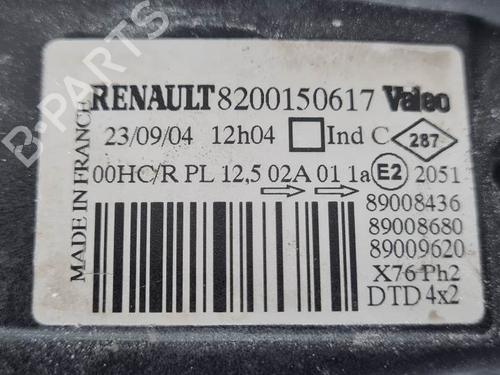 B-PARTS
RENAULT 8200150617 Valeo
23/09/04 12h04 Ind C 287
00HC/R PL 12,5 02A 01 1a E2 2051
MADE IN FRANCE
89008436
89008680
89009620
X76 Ph2
DTD 4x2